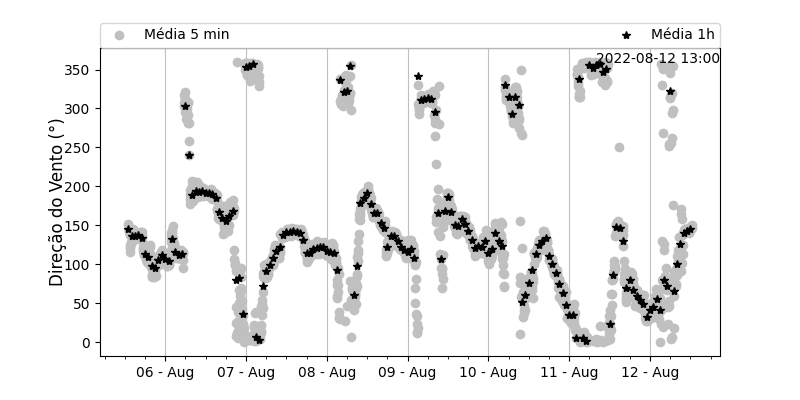 Média 5 min
Média 1h
2022-08-12 13:00
Direção do Vento (°)
350
300
250
200
150
100
50
0
06 - Aug
07 - Aug
08 - Aug
09 - Aug
10 - Aug
11 - Aug
12 - Aug